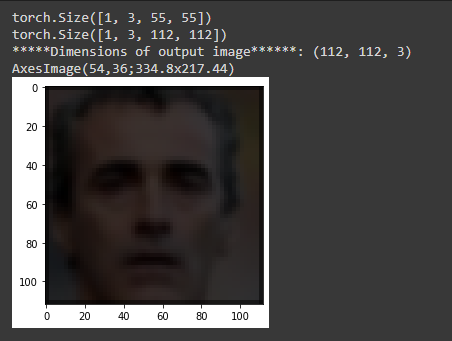 torch.Size([1, 3, 55, 55])
torch.Size([1, 3, 112, 112])
*****Dimensions of output image******: (112, 112, 3)
AxesImage(54,36;334.8x217.44)
0
20
40
60
80
100
0 20 40 60 80 100